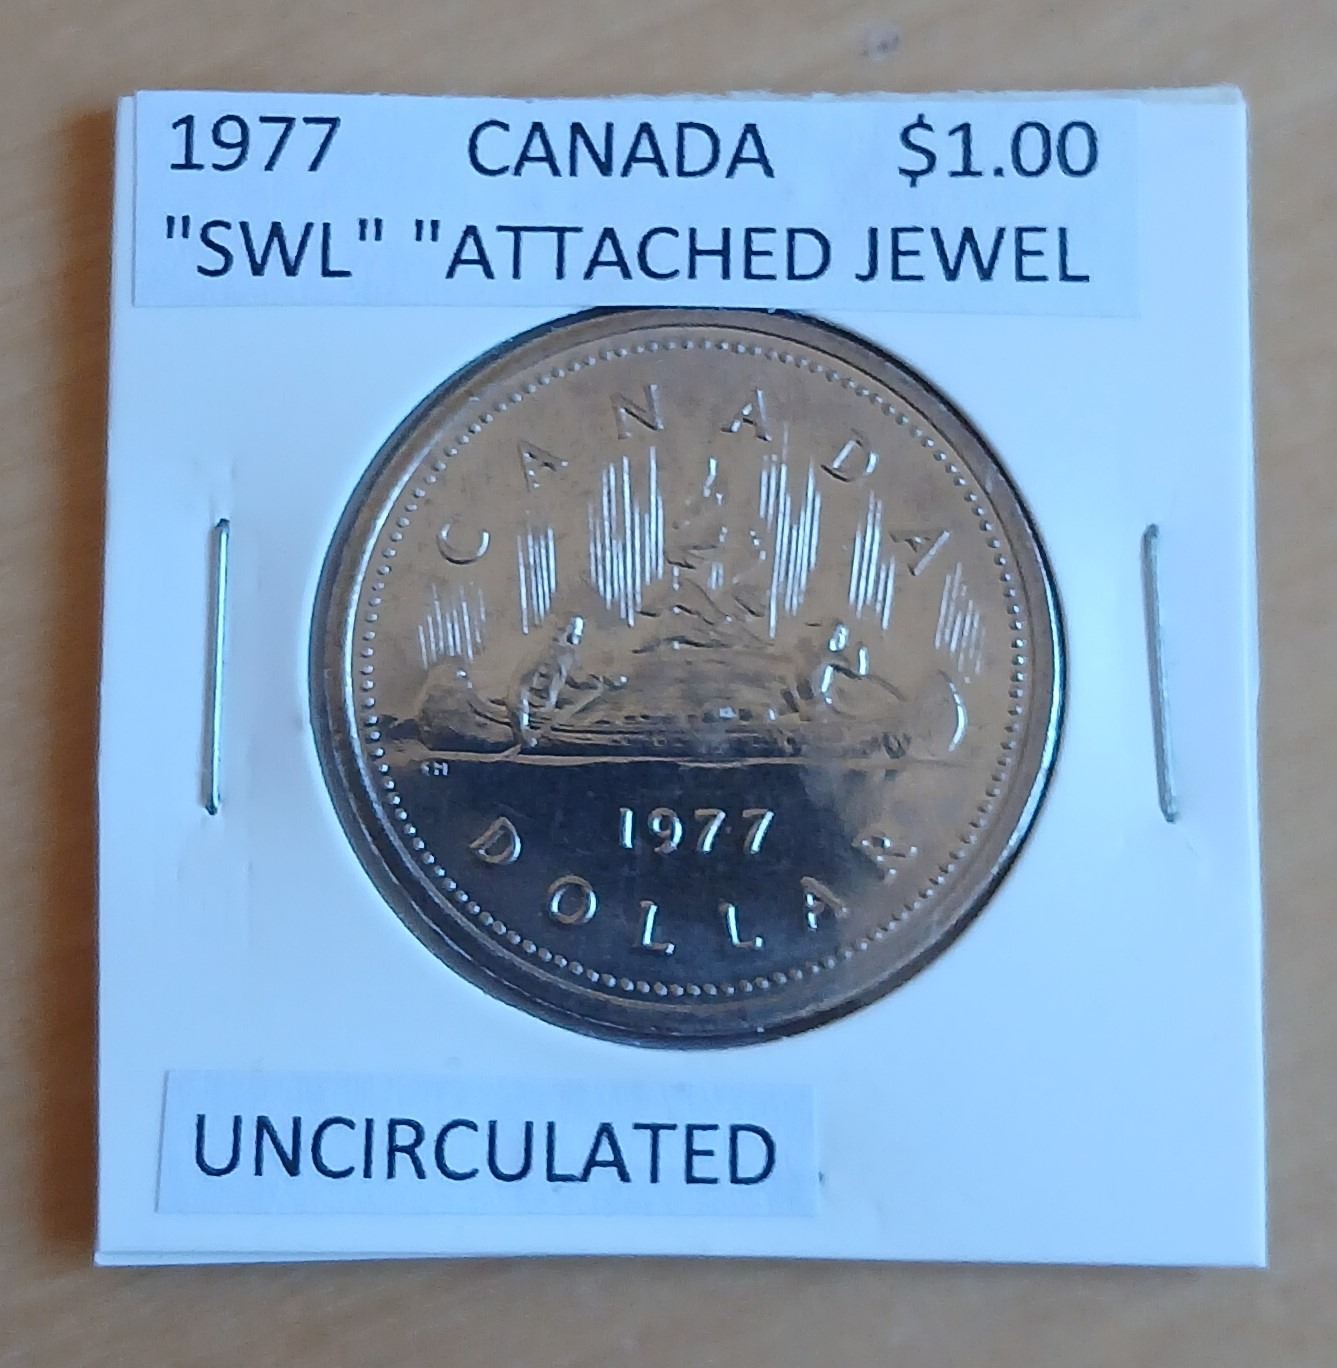 1977 CANADA $1.00
"SWL" "ATTACHED JEWEL
CANADA
1977
DOLLAR
UNCIRCULATED